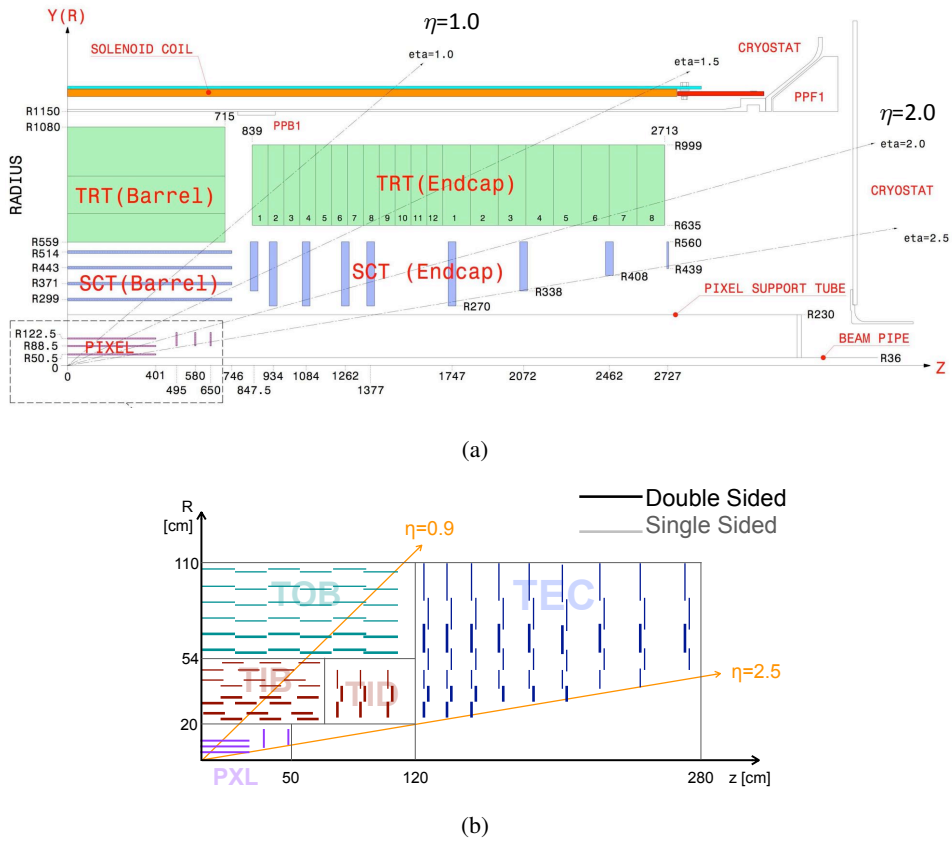 Y(R)
η=1.0
SOLENOID COIL
eta=1.0
CRYOSTAT
eta=1.5
PPF1
R1150
715
PPB1
R1080
839
2713
η=2.0
R999
eta=2.0
RADIUS
TRT(Barrel)
TRT(Endcap)
CRYOSTAT
1 2 3 4 5 6 7 8 9 10 11 12 1 2 3 4 5 6 7 8
R635
eta=2.5
R559
R560
R514
R443
SCT(Barrel)
SCT (Endcap)
R439
R408
R371
R338
PIXEL SUPPORT TUBE
R299
R270
R230
R122.5
PIXEL
R88.5
BEAM PIPE
R50.5
R36
0
Z
0 401 580 746 934 1084 1262 1747 2072 2462 2727
495 650 847.5 1377
(a)
R
[cm]
Double Sided
Single Sided
η=0.9
110
TOB
TEC
54
TIB
TID
η=2.5
20
PXL
50
120
280
z [cm]
(b)